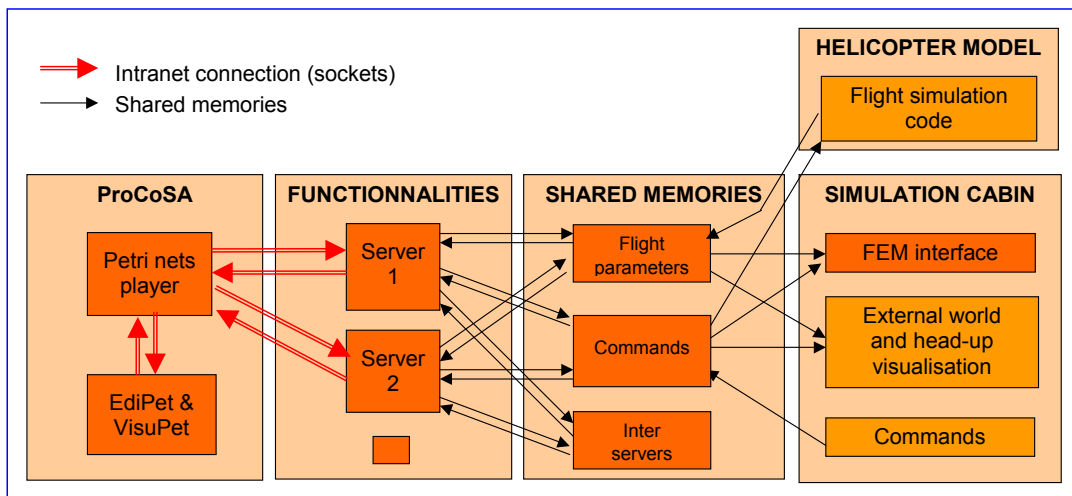 Intranet connection (sockets)
Shared memories
HELICOPTER MODEL
Flight simulation
code
ProCoSA
Petri nets
player
EdiPet &
VisuPet
FUNCTIONNALITIES
Server
1
Server
2
SHARED MEMORIES
Flight
parameters
Commands
Inter
servers
SIMULATION CABIN
FEM interface
External world
and head-up
visualisation
Commands